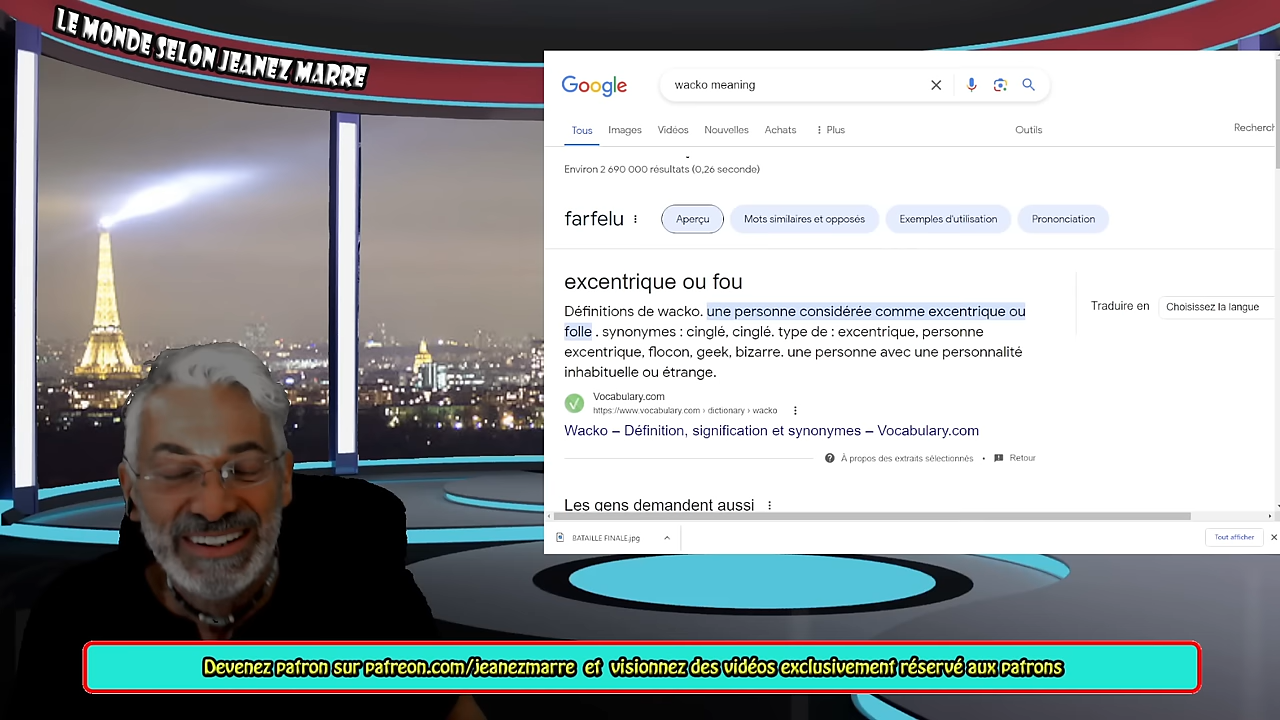 LE MONDE SELON JEANEZ MARRE
Google
wacko meaning
Tous Images Vidéos Nouvelles Achats Plus Outils
Environ 2 690 000 résultats (0,26 seconde)
farfelu Aperçu Mots similaires et opposés Exemples d'utilisation Prononciation
excentrique ou fou
Définitions de wacko. une personne considérée comme excentrique ou
folle . synonymes : cinglé, cinglé. type de : excentrique, personne
excentrique, flocon, geek, bizarre. une personne avec une personnalité
inhabituelle ou étrange.
Traduire en Choisissez la langue
Vocabulary.com
https://www.vocabulary.com › dictionary › wacko
Wacko – Définition, signification et synonymes – Vocabulary.com
À propos des extraits sélectionnés • Retour
Les gens demandent aussi
BATAILLE FINALE.jpg Tout afficher
Devenez patron sur patreon.com/jeanezmarre et visionnez des vidéos exclusivement réservé aux patrons